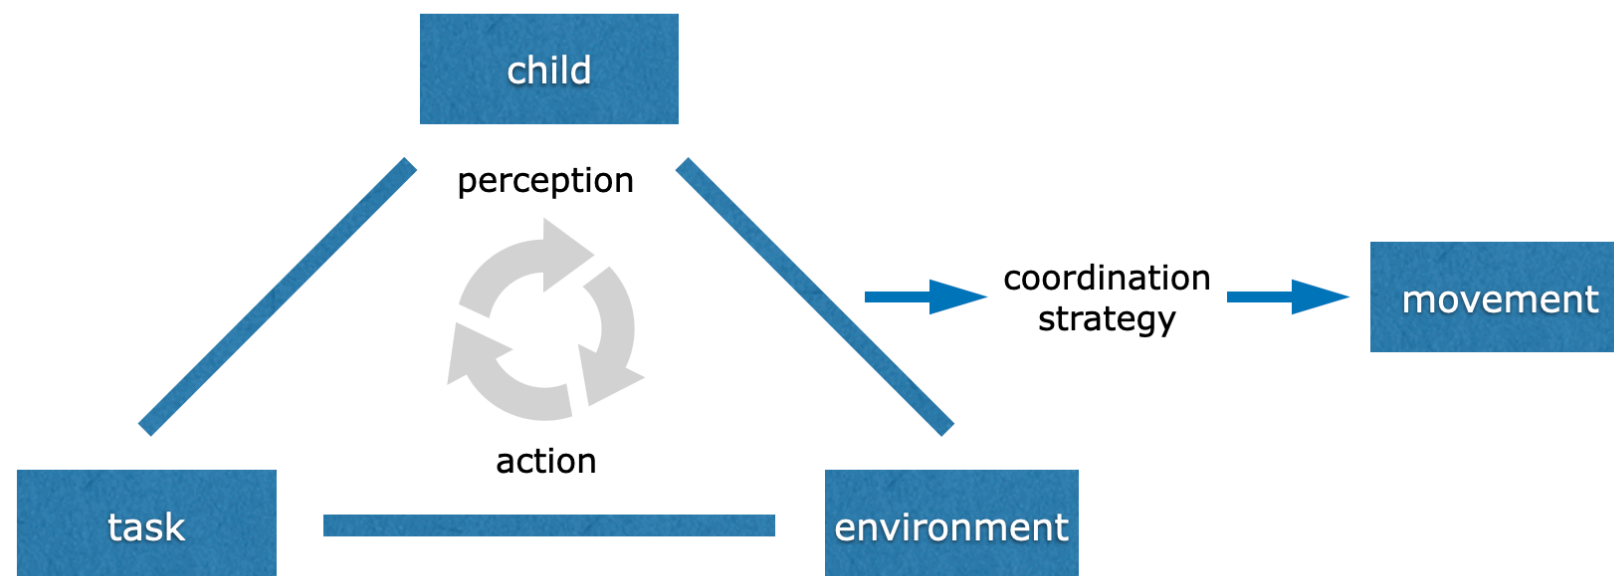 child
perception
coordination
strategy
movement
action
task
environment